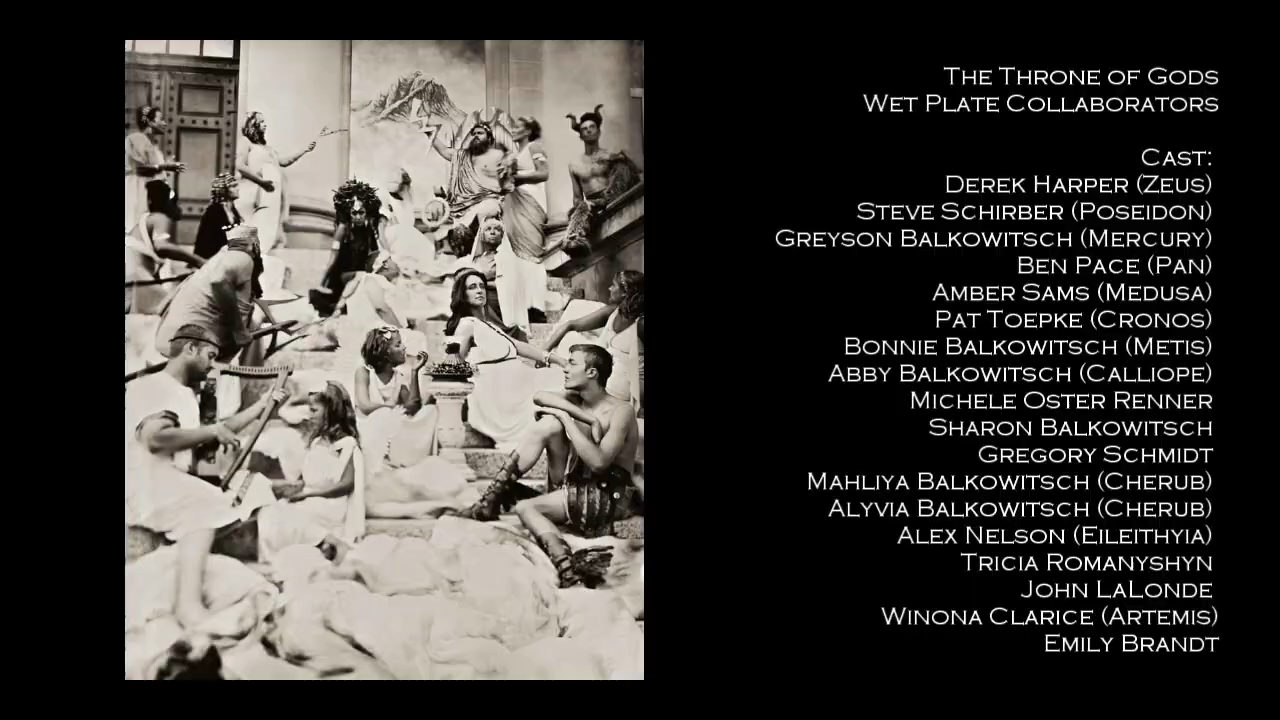 The Throne of Gods
Wet Plate Collaborators
Cast:
Derek Harper (Zeus)
Steve Schirber (Poseidon)
Greyson Balkowitsch (Mercury)
Ben Pace (Pan)
Amber Sams (Medusa)
Pat Toepke (Cronos)
Bonnie Balkowitsch (Metis)
Abby Balkowitsch (Calliope)
Michele Oster Renner
Sharon Balkowitsch
Gregory Schmidt
Mahliya Balkowitsch (Cherub)
Alyvia Balkowitsch (Cherub)
Alex Nelson (Eileithyia)
Tricia Romanyshyn
John LaLonde
Winona Clarice (Artemis)
Emily Brandt